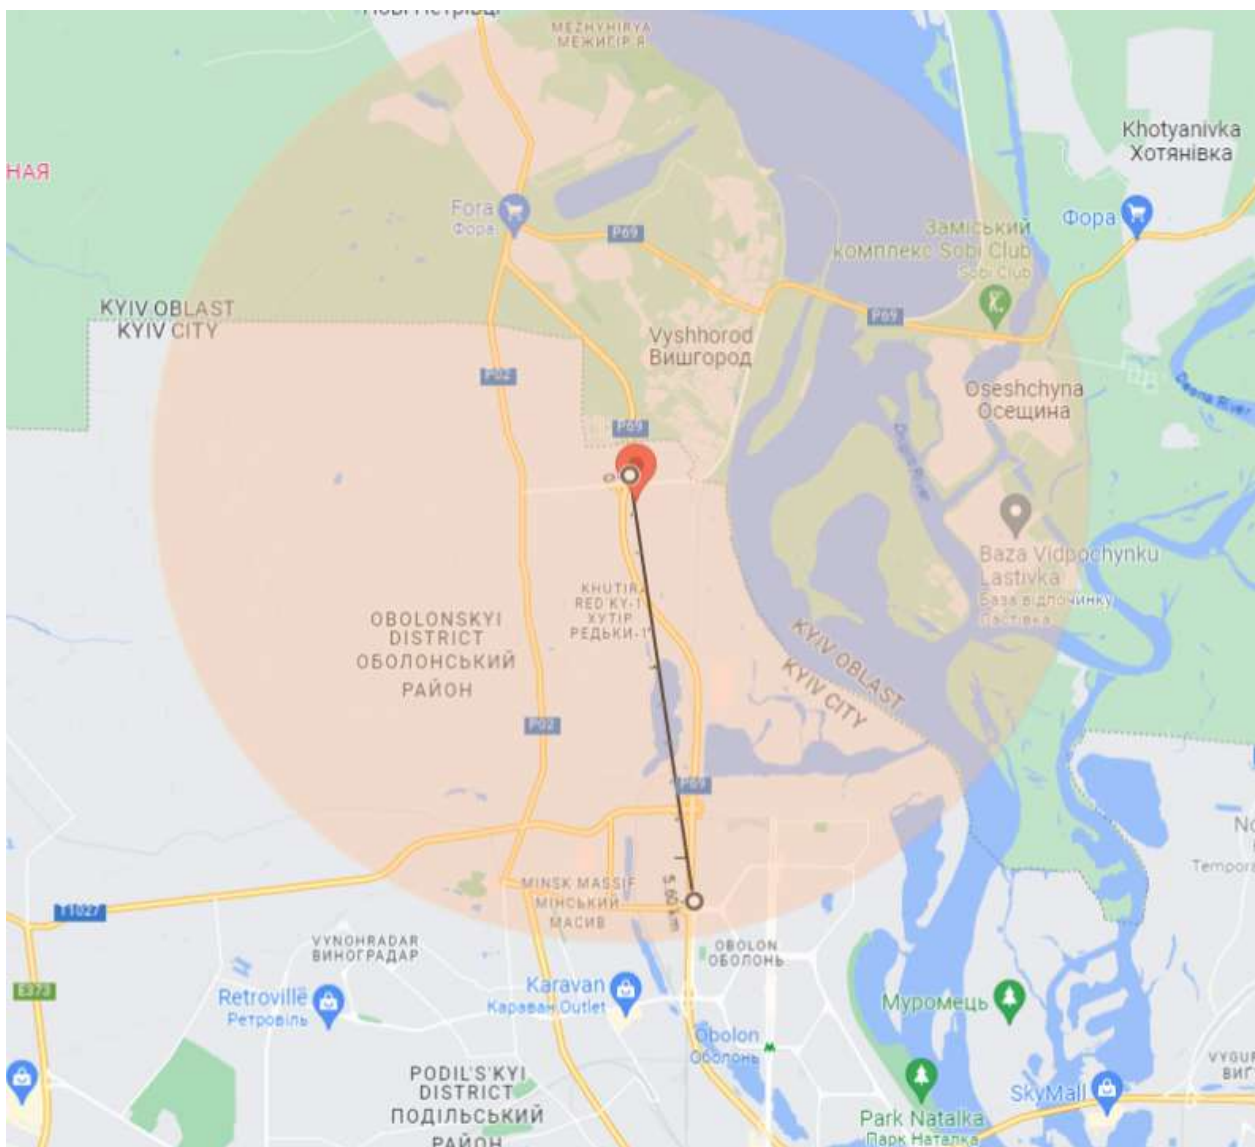 MEZHYHIRYA
МЕЖИГІР'Я
Khotyanivka
Хотянівка
НАЯ
Fora
Фора
P69
Заміський
комплекс Sobi Club
Sobi Club
Фора
KYIV OBLAST
KYIV CITY
P69
Vyshhorod
Вишгород
P02
Oseshchyna
Осещина
Desna River
P69
Dnipro River
0
Baza Vidpochynku
Lastivka
База відпочинку
Ластівка
KHUTIRA
RED'KY-1
ХУТІР
РЕДЬКИ-1
OBOLONSKYI
DISTRICT
ОБОЛОНСЬКИЙ
РАЙОН
KYIV OBLAST
KYIV CITY
P02
P69
5.60 km
MINSK MASSIF
МІНСЬКИЙ
МАСИВ
T1027
VYNOHRADAR
ВИНОГРАДАР
OBOLON
ОБОЛОНЬ
E373
Retroville
Ретровіль
Karavan
Караван Outlet
Муромець
Obolon
Оболонь
PODIL'S'KYI
DISTRICT
ПОДІЛЬСЬКИЙ
РАЙОН
Park Natalka
Парк Наталка
SkyMall